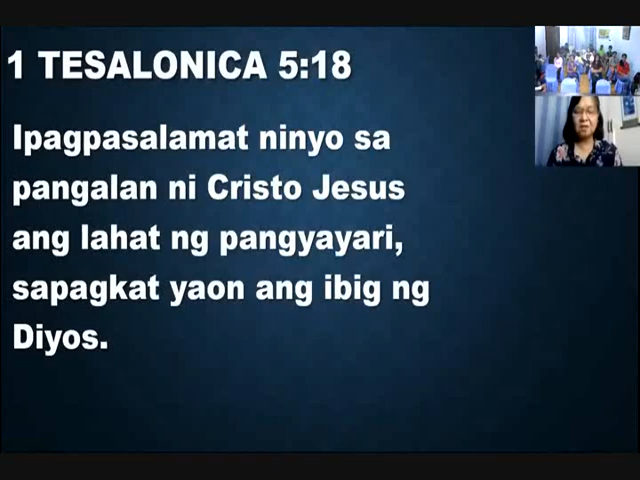 1 TESALONICA 5:18
Ipagpasalamat ninyo sa
pangalan ni Cristo Jesus
ang lahat ng pangyayari,
sapagkat yaon ang ibig ng
Diyos.